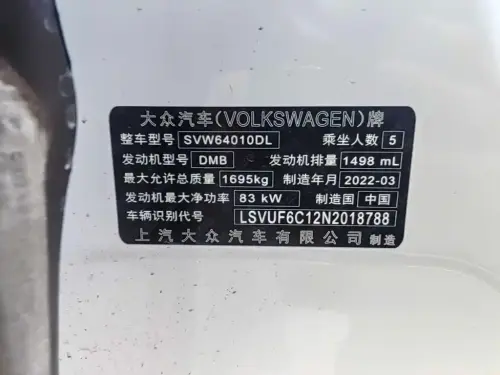 大众汽车(VOLKSWAGEN)牌
整车型号 SVW64010DL 乘坐人数 5
发动机型号 DMB 发动机排量 1498 mL
最大允许总质量 1695kg 制造年月 2022-03
发动机最大净功率 83 kW 制造国 中国
车辆识别代号 LSVUF6C12N2018788
上汽大众汽车有限公司 制造